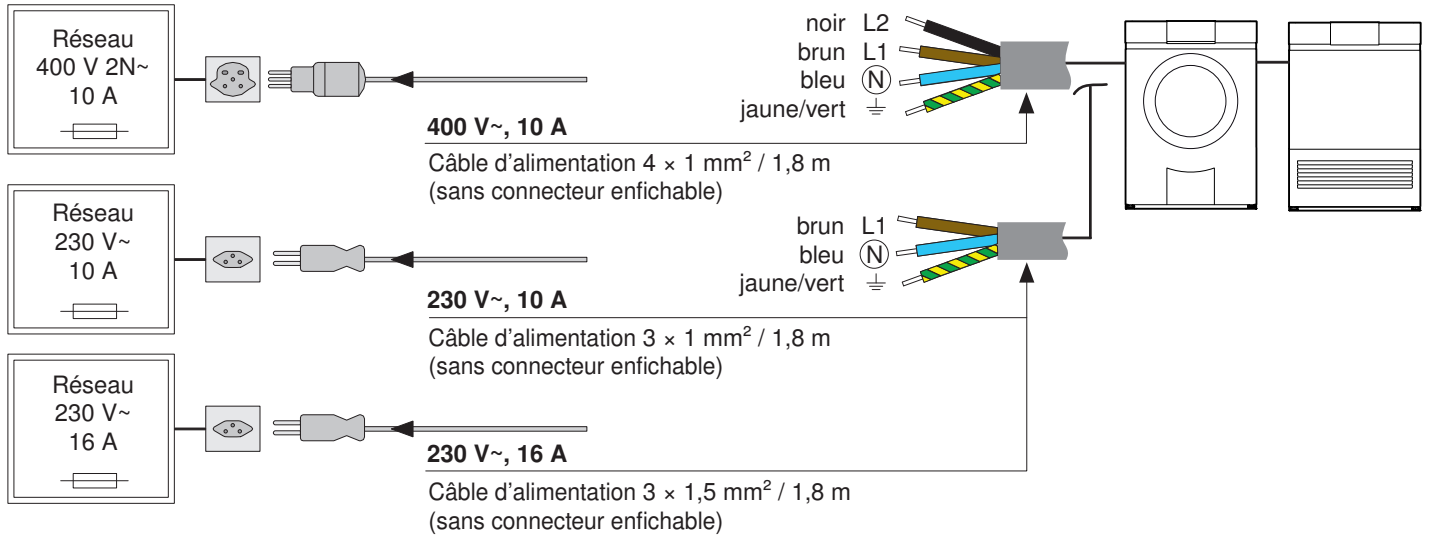 Réseau
400 V 2N~
10 A
noir L2
brun L1
bleu N
jaune/vert
400 V~, 10 A
Câble d’alimentation 4 × 1 mm² / 1,8 m
(sans connecteur enfichable)
Réseau
230 V~
10 A
brun L1
bleu N
jaune/vert
230 V~, 10 A
Câble d’alimentation 3 × 1 mm² / 1,8 m
(sans connecteur enfichable)
Réseau
230 V~
16 A
230 V~, 16 A
Câble d’alimentation 3 × 1,5 mm² / 1,8 m
(sans connecteur enfichable)